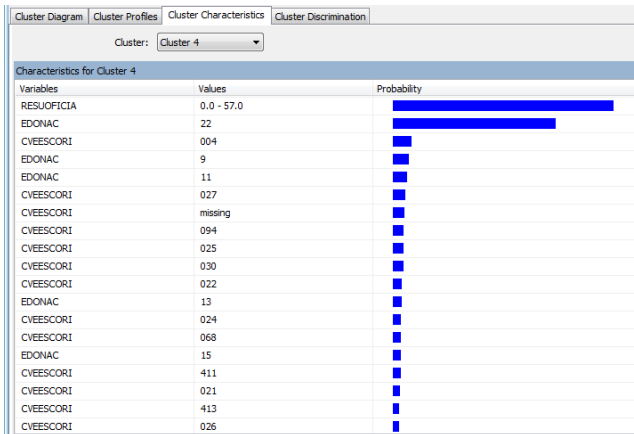 Cluster Diagram Cluster Profiles Cluster Characteristics Cluster Discrimination
Cluster: Cluster 4
Characteristics for Cluster 4
Variables Values Probability
RESUOFICIA 0.0 - 57.0
EDONAC 22
CVEESCORI 004
EDONAC 9
EDONAC 11
CVEESCORI 027
CVEESCORI missing
CVEESCORI 094
CVEESCORI 025
CVEESCORI 030
CVEESCORI 022
EDONAC 13
CVEESCORI 024
CVEESCORI 068
EDONAC 15
CVEESCORI 411
CVEESCORI 021
CVEESCORI 413
CVEESCORI 026